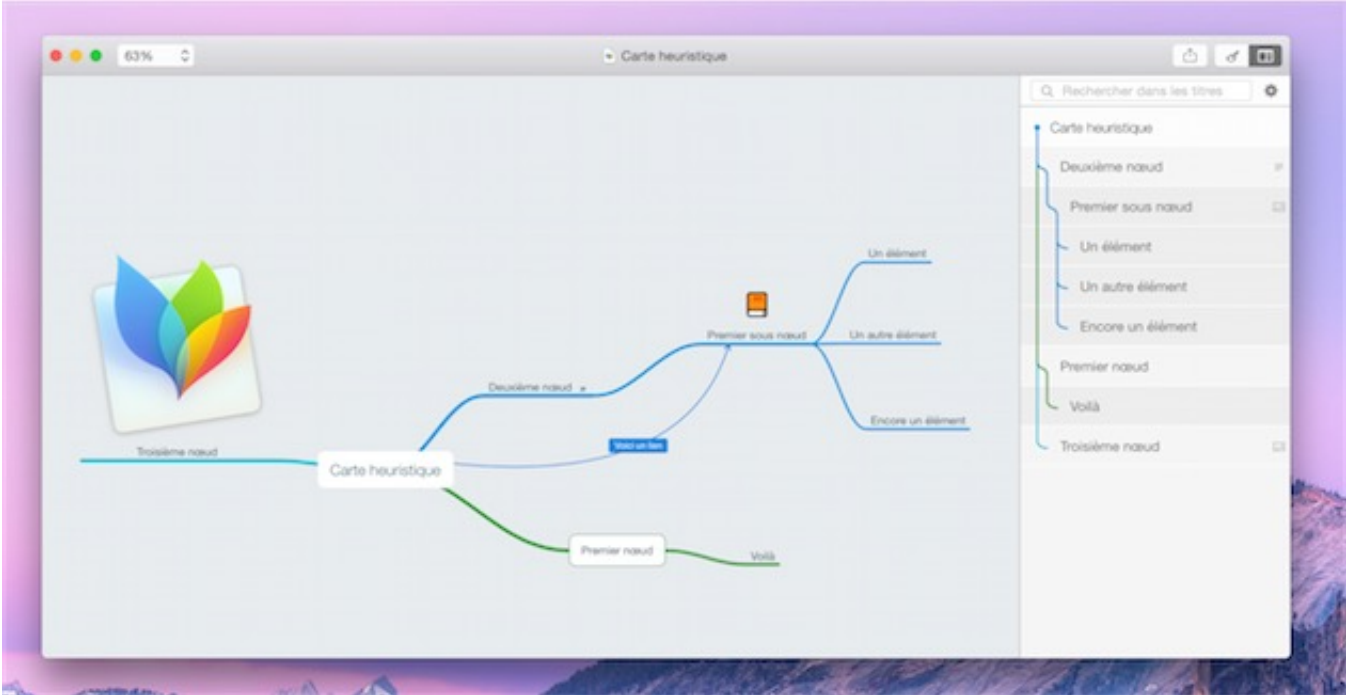 63%
Carte heuristique
Rechercher dans les titres
Carte heuristique
Deuxième nœud
Premier sous nœud
Un élément
Un autre élément
Encore un élément
Premier nœud
Voilà
Troisième nœud
Un élément
Premier sous nœud
Un autre élément
Deuxième nœud
Encore un élément
Voici un lien
Troisième nœud
Carte heuristique
Premier nœud
Voilà